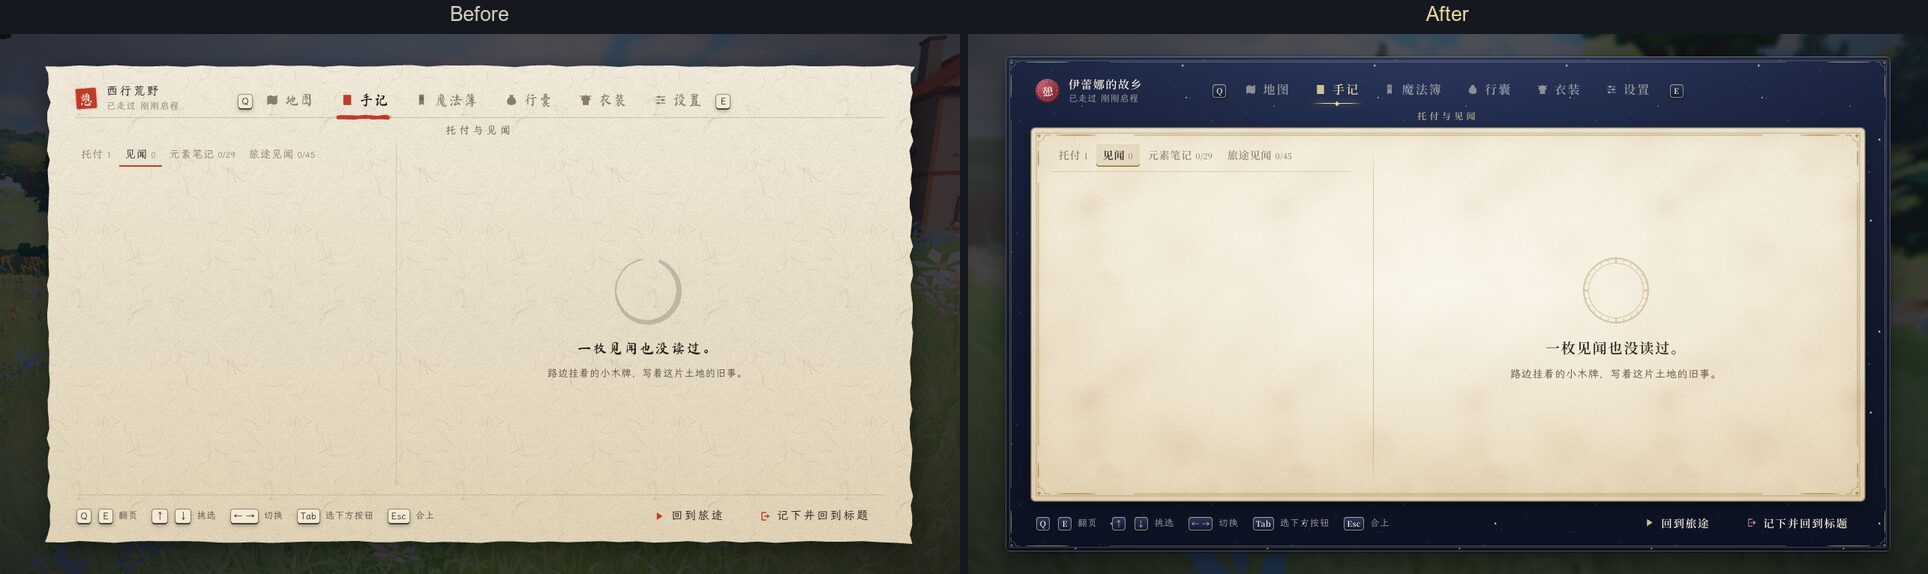 Before
西行荒野
已走过 刚刚启程
Q 地图 手记 魔法簿 行囊 衣装 设置 E
托付与见闻
托付 1 见闻 0 元素笔记 0/29 旅途见闻 0/45
一枚见闻也没读过。
路边挂着的小木牌，写着这片土地的旧事。
Q E 翻页 ↑ ↓ 挑选 ←→ 切换 Tab 选下方按钮 Esc 合上
回到旅途 记下并回到标题
After
伊蕾娜的故乡
已走过 刚刚启程
Q 地图 手记 魔法簿 行囊 衣装 设置 E
托付与见闻
托付 1 见闻 0 元素笔记 0/29 旅途见闻 0/45
一枚见闻也没读过。
路边挂着的小木牌，写着这片土地的旧事。
Q E 翻页 ↑ ↓ 挑选 ←→ 切换 Tab 选下方按钮 Esc 合上
回到旅途 记下并回到标题